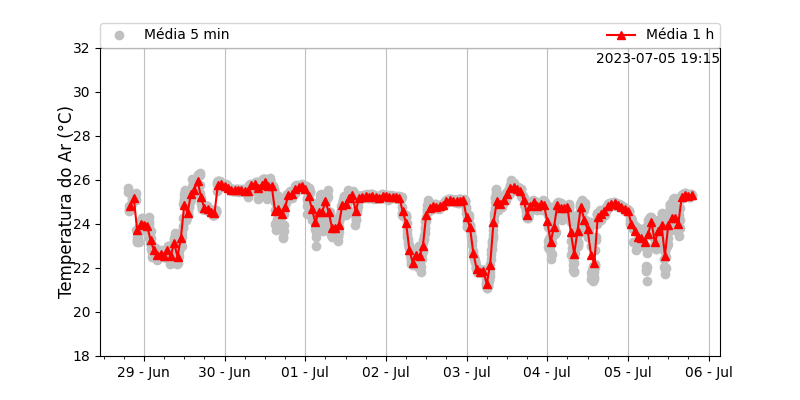 Média 5 min
Média 1 h
2023-07-05 19:15
Temperatura do Ar (°C)
32
30
28
26
24
22
20
18
29 - Jun
30 - Jun
01 - Jul
02 - Jul
03 - Jul
04 - Jul
05 - Jul
06 - Jul